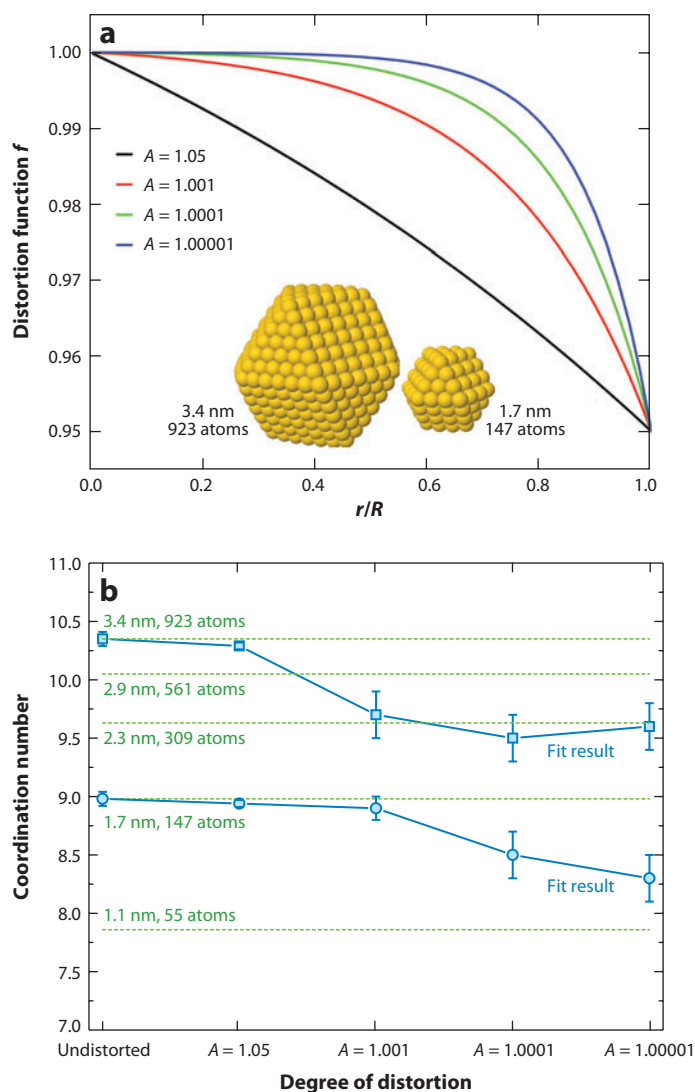 a
1.00
0.99
0.98
0.97
0.96
0.95
Distortion function f
A = 1.05
A = 1.001
A = 1.0001
A = 1.00001
3.4 nm
923 atoms
1.7 nm
147 atoms
0.0
0.2
0.4
0.6
0.8
1.0
r/R
b
11.0
10.5
10.0
9.5
9.0
8.5
8.0
7.5
7.0
Coordination number
3.4 nm, 923 atoms
2.9 nm, 561 atoms
2.3 nm, 309 atoms
Fit result
1.7 nm, 147 atoms
Fit result
1.1 nm, 55 atoms
Undistorted
A = 1.05
A = 1.001
A = 1.0001
A = 1.00001
Degree of distortion